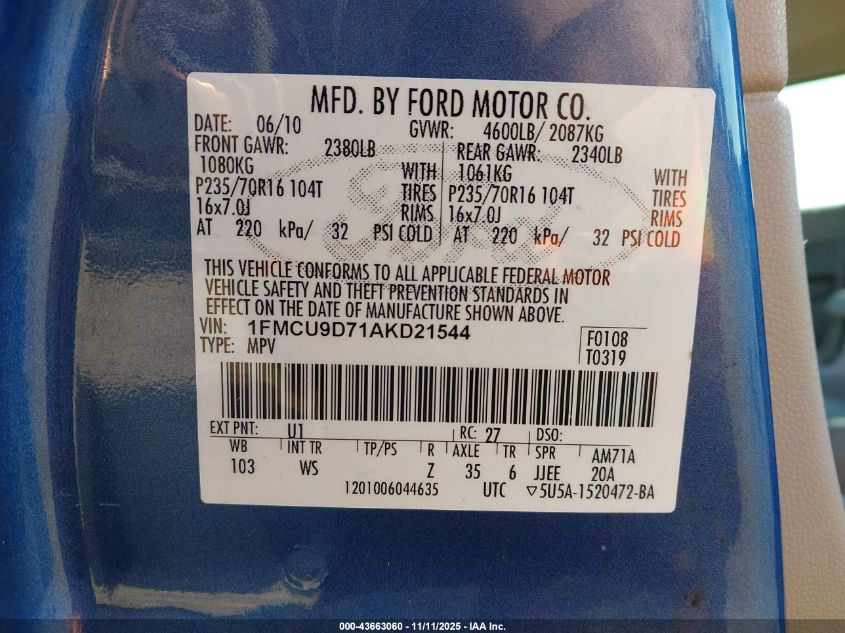 MFD. BY FORD MOTOR CO.
DATE: 06/10 GVWR: 4600LB/ 2087KG
FRONT GAWR: 2380LB REAR GAWR: 2340LB
1080KG WITH 1061KG WITH
P235/70R16 104T TIRES P235/70R16 104T TIRES
16x7.0J RIMS 16x7.0J RIMS
AT 220 kPa/ 32 PSI COLD AT 220 kPa/ 32 PSI COLD
Ford
THIS VEHICLE CONFORMS TO ALL APPLICABLE FEDERAL MOTOR
VEHICLE SAFETY AND THEFT PREVENTION STANDARDS IN
EFFECT ON THE DATE OF MANUFACTURE SHOWN ABOVE.
VIN: 1FMCU9D71AKD21544
TYPE: MPV
F0108
T0319
EXT PNT: U1 RC: 27 DSO:
WB INT TR TP/PS R AXLE TR SPR AM71A
103 WS Z 35 6 JJEE 20A
1201006044635 UTC ▽5U5A-1520472-BA
000-43663060 - 11/11/2025 - IAA Inc.